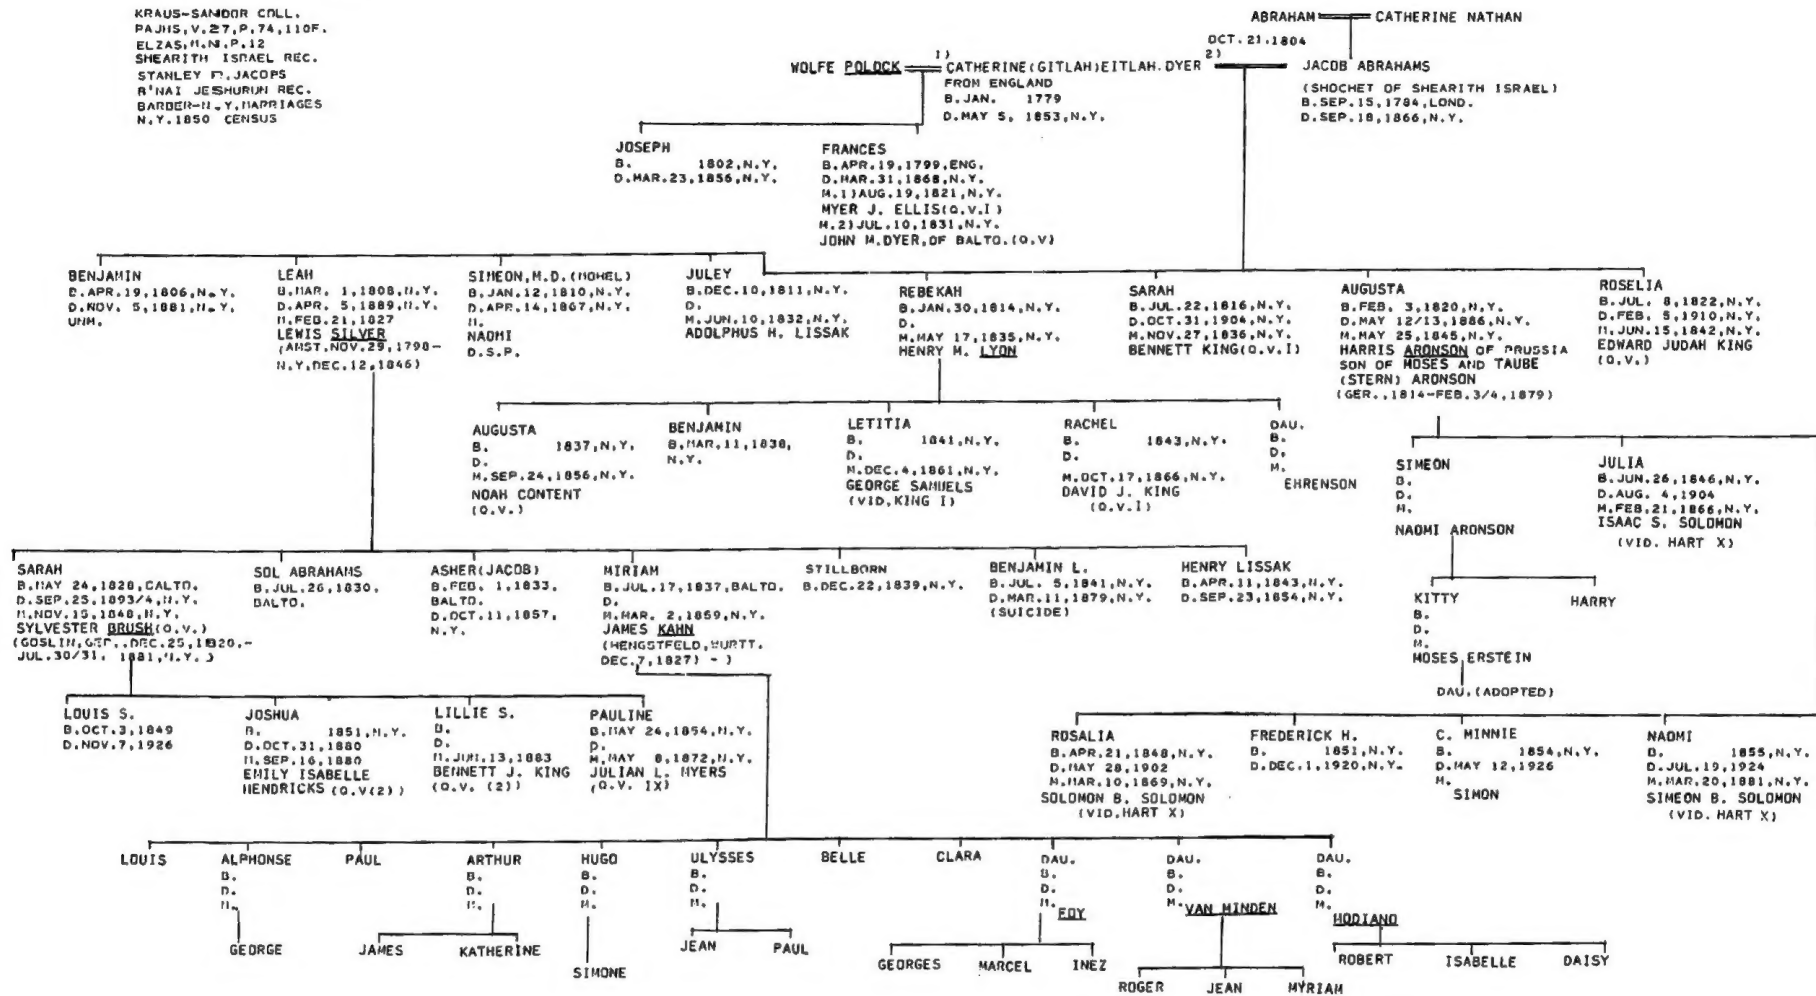 KRAUS-SANDOR COLL.
PAJHS,V.27,P.74,110F.
ELZAS,M.N,P.12
SHEARITH ISRAEL REC.
STANLEY JACOBS
B'NAI JESHURUN REC.
BARBER-N.Y.MARRIAGES
N.Y.1850 CENSUS
ABRAHAM CATHERINE NATHAN
OCT.21,1804
1)
2)
WOLFE POLOCK CATHERINE(GITLAH)EITLAH.DYER
FROM ENGLAND
B.JAN. 1779
D.MAY 5, 1853,N.Y.
JACOB ABRAHAMS
(SHOCHET OF SHEARITH ISRAEL)
B.SEP.15,1784,LOND.
D.SEP.18,1866,N.Y.
JOSEPH
B. 1802,N.Y.
D.MAR.23,1856,N.Y.
FRANCES
B.APR.19,1799,ENG.
D.MAR.31,1868,N.Y.
M.1)AUG.19,1821,N.Y.
MYER J. ELLIS(Q.V.I)
M.2)JUL.10,1831,N.Y.
JOHN M.DYER,OF BALTO.(Q.V)
BENJAMIN
D.APR.19,1806,N.Y.
D.NOV. 5,1881,N.Y.
UNM.
LEAH
B.MAR. 1,1808,N.Y.
D.APR. 5,1889,N.Y.
M.FEB.21,1827
LEWIS SILVER
(AMST.NOV.29,1798-
N.Y.DEC.12,1846)
SIMEON,M.D.(MOHEL)
B.JAN.12,1810,N.Y.
D.APR.14,1867,N.Y.
M.
NAOMI
D.S.P.
JULEY
B.DEC.10,1811,N.Y.
D.
M.JUN.10,1832,N.Y.
ADOLPHUS H. LISSAK
REBEKAH
B.JAN.30,1814,N.Y.
D.
M.MAY 17,1835,N.Y.
HENRY M. LYON
SARAH
B.JUL.22,1816,N.Y.
D.OCT.31,1904,N.Y.
M.NOV.27,1836,N.Y.
BENNETT KING(Q.V.I)
AUGUSTA
B.FEB. 3,1820,N.Y.
D.MAY 12/13,1886,N.Y.
M.MAY 25,1845,N.Y.
HARRIS ARONSON OF PRUSSIA
SON OF MOSES AND TAUBE
(STERN) ARONSON
(GER.,1814-FEB.3/4,1879)
ROSELIA
B.JUL. 8,1822,N.Y.
D.FEB. 5,1910,N.Y.
M.JUN.15,1842,N.Y.
EDWARD JUDAH KING
(Q.V.)
AUGUSTA
B. 1837,N.Y.
D.
M.SEP.24,1856,N.Y.
NOAH CONTENT
(Q.V.)
BENJAMIN
B.MAR.11,1838,
N.Y.
LETITIA
B. 1841,N.Y.
D.
M.DEC.4,1861,N.Y.
GEORGE SAMUELS
(VID.KING I)
RACHEL
B. 1843,N.Y.
D.
M.OCT.17,1866,N.Y.
DAVID J. KING
(Q.V.I)
DAU.
B.
D.
M.
EHRENSON
SIMEON
B.
D.
M.
NAOMI ARONSON
JULIA
B.JUN.26,1846,N.Y.
D.AUG. 4,1904
M.FEB.21,1866,N.Y.
ISAAC S. SOLOMON
(VID. HART X)
SARAH
B.MAY 24,1828,BALTO.
D.SEP.25,1893/4,N.Y.
M.NOV.15,1848,N.Y.
SYLVESTER BRUSH(Q.V.)
(GOSLIN,GER.,DEC.25,1820,-
JUL.30/31, 1881,N.Y.)
SOL ABRAHAMS
B.JUL.26,1830,
BALTO.
ASHER(JACOB)
B.FEB. 1,1833,
BALTO.
D.OCT.11,1857,
N.Y.
MIRIAM
B.JUL.17,1837,BALTO.
D.
M.MAR. 2,1859,N.Y.
JAMES KAHN
(HENGSTFELD,WURTT.
DEC.7,1827) - )
STILLBORN
B.DEC.22,1839,N.Y.
BENJAMIN L.
B.JUL. 5,1841,N.Y.
D.MAR.11,1879,N.Y.
(SUICIDE)
HENRY LISSAK
B.APR.11,1843,N.Y.
D.SEP.23,1854,N.Y.
KITTY
B.
D.
M.
MOSES ERSTEIN
HARRY
DAU.(ADOPTED)
LOUIS S.
B.OCT.3,1849
D.NOV.7,1926
JOSHUA
B. 1851,N.Y.
D.OCT.31,1880
M.SEP.16,1880
EMILY ISABELLE
HENDRICKS (Q.V(2))
LILLIE S.
B.
D.
M.JUN.13,1883
BENNETT J. KING
(Q.V. (2))
PAULINE
B.MAY 24,1854,N.Y.
D.
M.MAY 8,1872,N.Y.
JULIAN L. MYERS
(Q.V. IX)
ROSALIA
B.APR.21,1848,N.Y.
D.MAY 28,1902
M.MAR.10,1869,N.Y.
SOLOMON B. SOLOMON
(VID.HART X)
FREDERICK H.
B. 1851,N.Y.
D.DEC.1,1920,N.Y.
C. MINNIE
B. 1854,N.Y.
D.MAY 12,1926
M.
SIMON
NAOMI
B. 1855,N.Y.
D.JUL.19,1924
M.MAR.20,1881,N.Y.
SIMEON B. SOLOMON
(VID. HART X)
LOUIS
ALPHONSE
B.
D.
M.
PAUL
ARTHUR
B.
D.
M.
HUGO
B.
D.
M.
ULYSSES
B.
D.
M.
BELLE
CLARA
DAU.
B.
D.
M.
FOY
DAU.
B.
D.
M.
VAN MINDEN
DAU.
B.
D.
M.
MODIANO
GEORGE
JAMES
KATHERINE
SIMONE
JEAN
PAUL
GEORGES
MARCEL
INEZ
ROGER
JEAN
MYRIAM
ROBERT
ISABELLE
DAISY